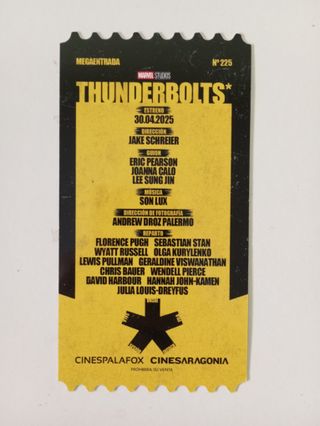 MEGAENTRADA Nº 225
MARVEL STUDIOS
THUNDERBOLTS*
ESTRENO
30.04.2025
DIRECCIÓN
JAKE SCHREIER
GUION
ERIC PEARSON
JOANNA CALO
LEE SUNG JIN
MÚSICA
SON LUX
DIRECCIÓN DE FOTOGRAFÍA
ANDREW DROZ PALERMO
REPARTO
FLORENCE PUGH SEBASTIAN STAN
WYATT RUSSELL OLGA KURYLENKO
LEWIS PULLMAN GERALDINE VISWANATHAN
CHRIS BAUER WENDELL PIERCE
DAVID HARBOUR HANNAH JOHN-KAMEN
JULIA LOUIS-DREYFUS
CINESPALAFOX CINESARAGONIA
PROHIBIDA SU VENTA